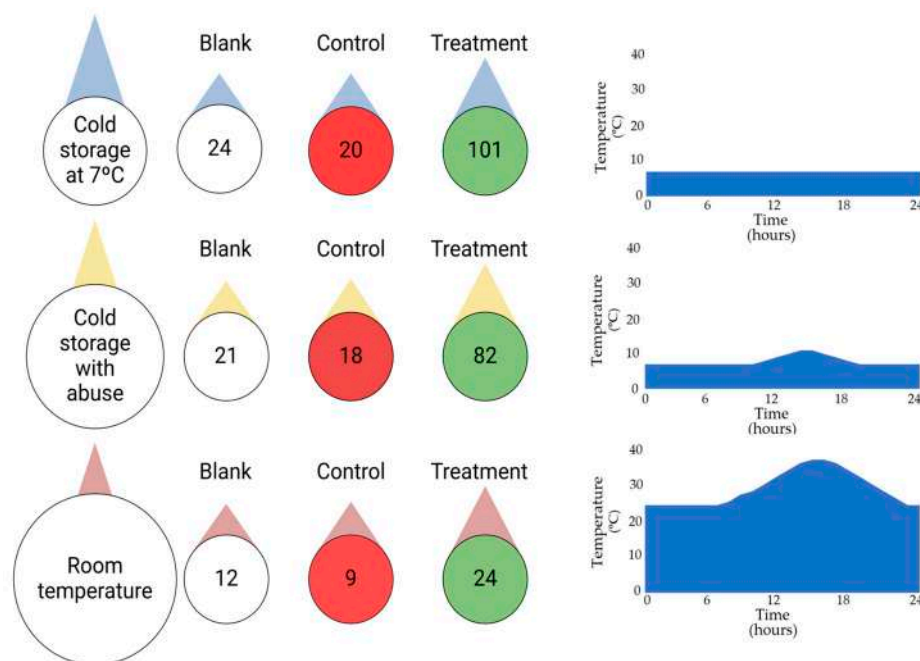 Blank Control Treatment
Cold
storage
at 7ºC
24 20 101
Temperature
(ºC)
40
30
20
10
0
0 6 12 18 24
Time
(hours)
Blank Control Treatment
Cold
storage
with
abuse
21 18 82
Temperature
(ºC)
40
30
20
10
0
0 6 12 18 24
Time
(hours)
Blank Control Treatment
Room
temperature
12 9 24
Temperature
(ºC)
40
30
20
10
0
0 6 12 18 24
Time
(hours)